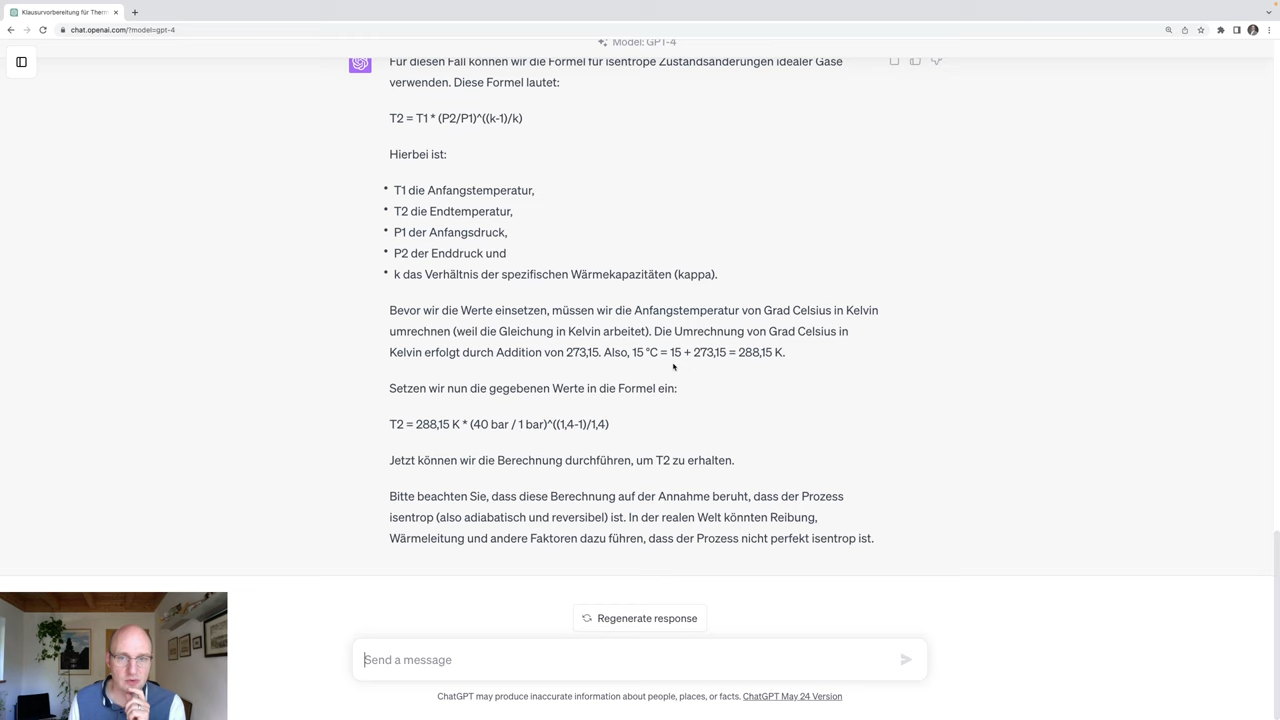 Klausurvorbereitung für Therm
chat.openai.com/?model=gpt-4
Model: GPT-4
Für diesen Fall können wir die Formel für isentrope Zustandsänderungen idealer Gase
verwenden. Diese Formel lautet:
T2 = T1 * (P2/P1)^((k-1)/k)
Hierbei ist:
• T1 die Anfangstemperatur,
• T2 die Endtemperatur,
• P1 der Anfangsdruck,
• P2 der Enddruck und
• k das Verhältnis der spezifischen Wärmekapazitäten (kappa).
Bevor wir die Werte einsetzen, müssen wir die Anfangstemperatur von Grad Celsius in Kelvin
umrechnen (weil die Gleichung in Kelvin arbeitet). Die Umrechnung von Grad Celsius in
Kelvin erfolgt durch Addition von 273,15. Also, 15 °C = 15 + 273,15 = 288,15 K.
Setzen wir nun die gegebenen Werte in die Formel ein:
T2 = 288,15 K * (40 bar / 1 bar)^((1,4-1)/1,4)
Jetzt können wir die Berechnung durchführen, um T2 zu erhalten.
Bitte beachten Sie, dass diese Berechnung auf der Annahme beruht, dass der Prozess
isentrop (also adiabatisch und reversibel) ist. In der realen Welt könnten Reibung,
Wärmeleitung und andere Faktoren dazu führen, dass der Prozess nicht perfekt isentrop ist.
Regenerate response
Send a message
ChatGPT may produce inaccurate information about people, places, or facts. ChatGPT May 24 Version